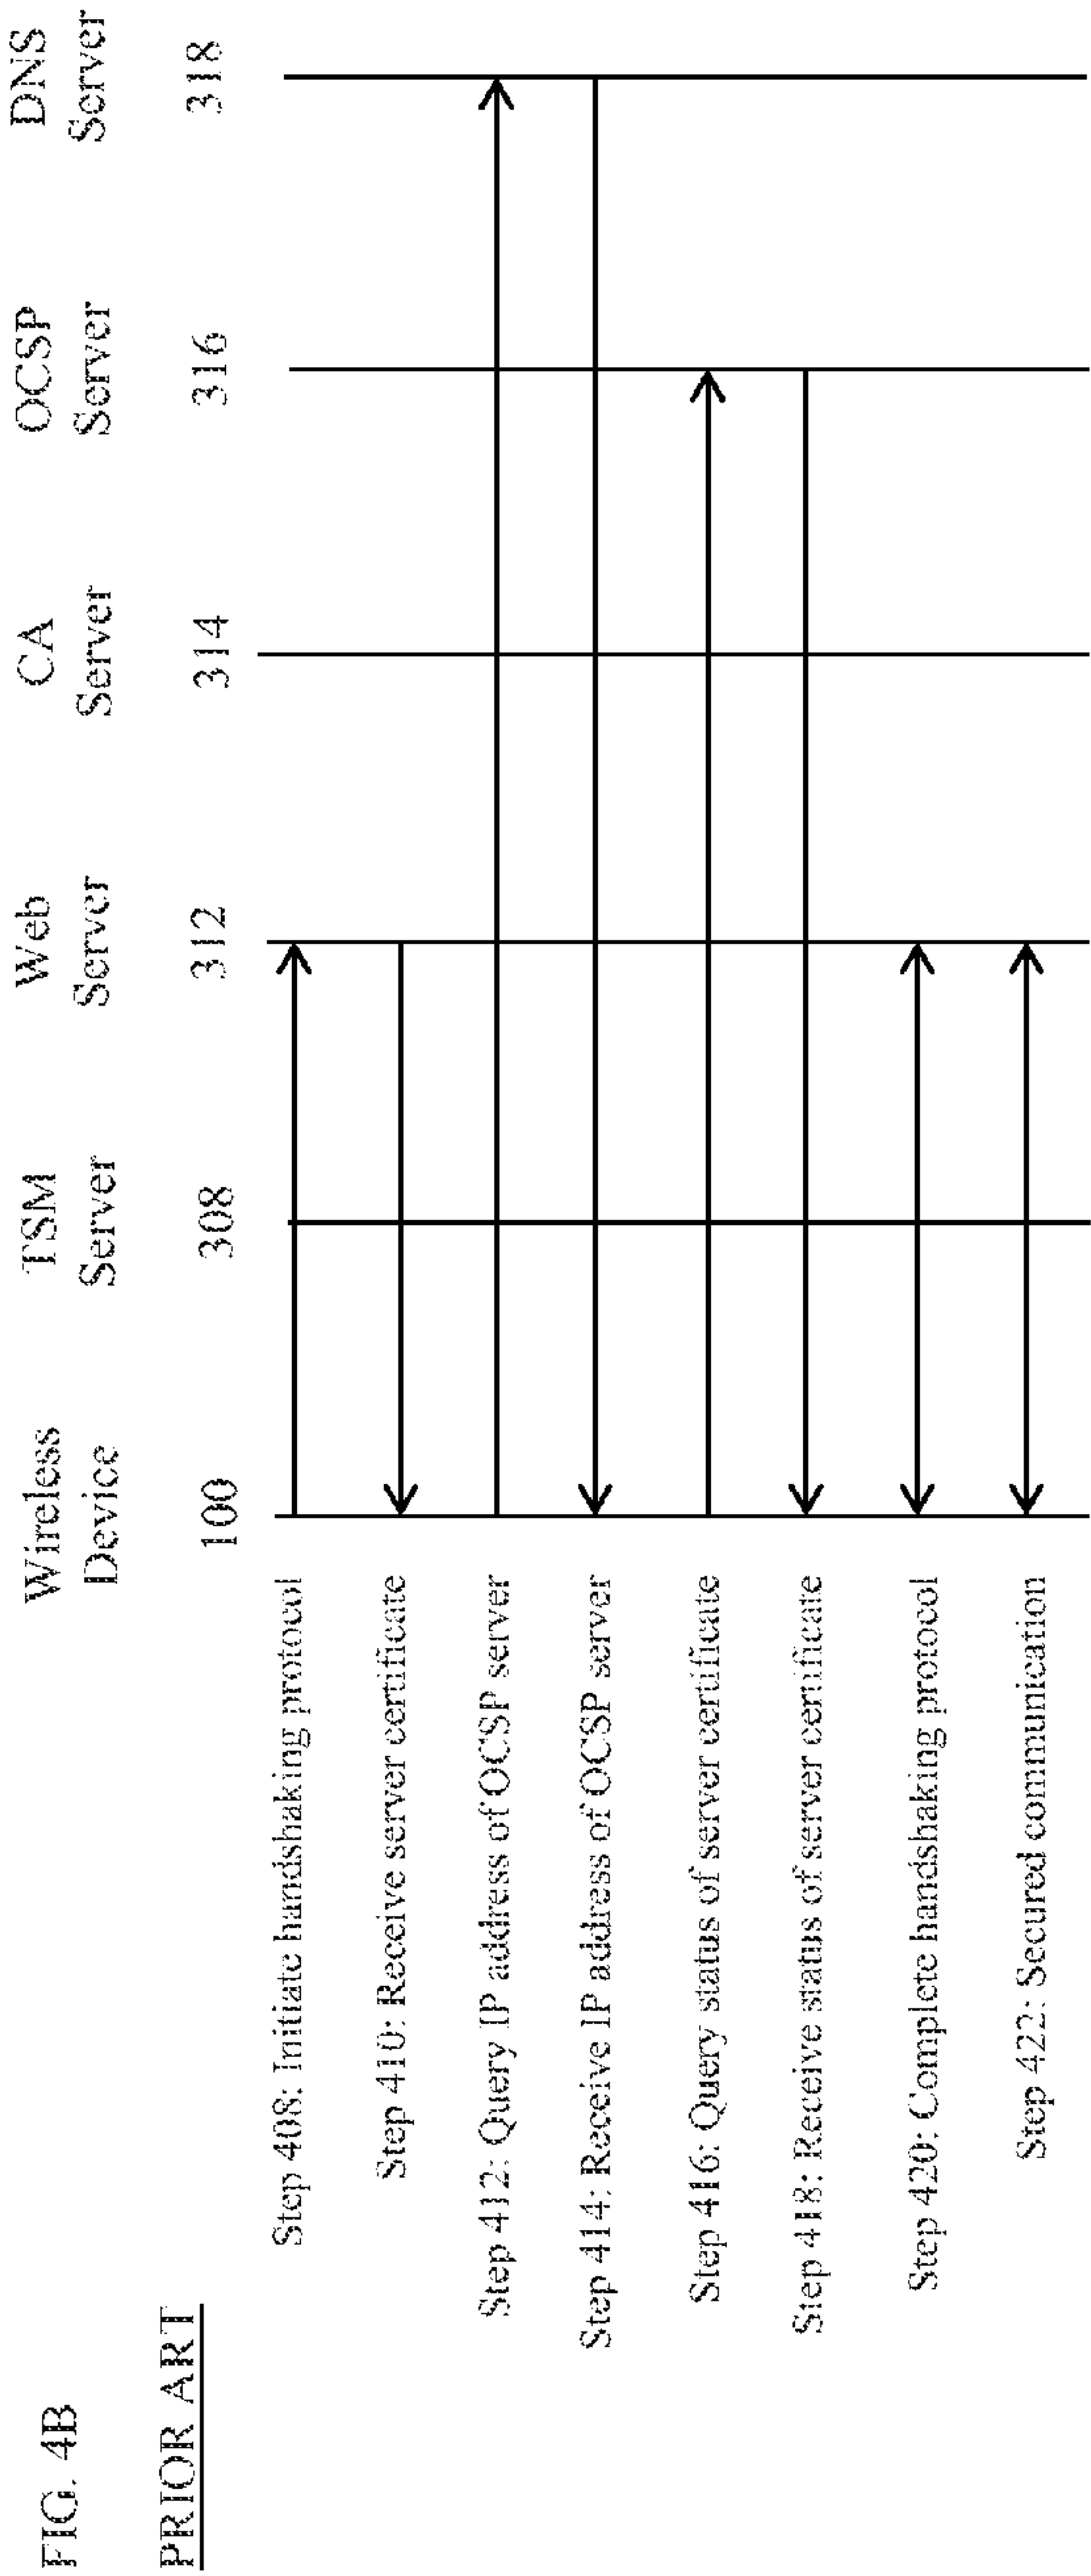 FIG. 4B
PRIOR ART
Wireless
Device
100
TSM
Server
308
Web
Server
312
CA
Server
314
OCSP
Server
316
DNS
Server
318
Step 408: Initiate handshaking protocol
Step 410: Receive server certificate
Step 412: Query IP address of OCSP server
Step 414: Receive IP address of OCSP server
Step 416: Query status of server certificate
Step 418: Receive status of server certificate
Step 420: Complete handshaking protocol
Step 422: Secured communication